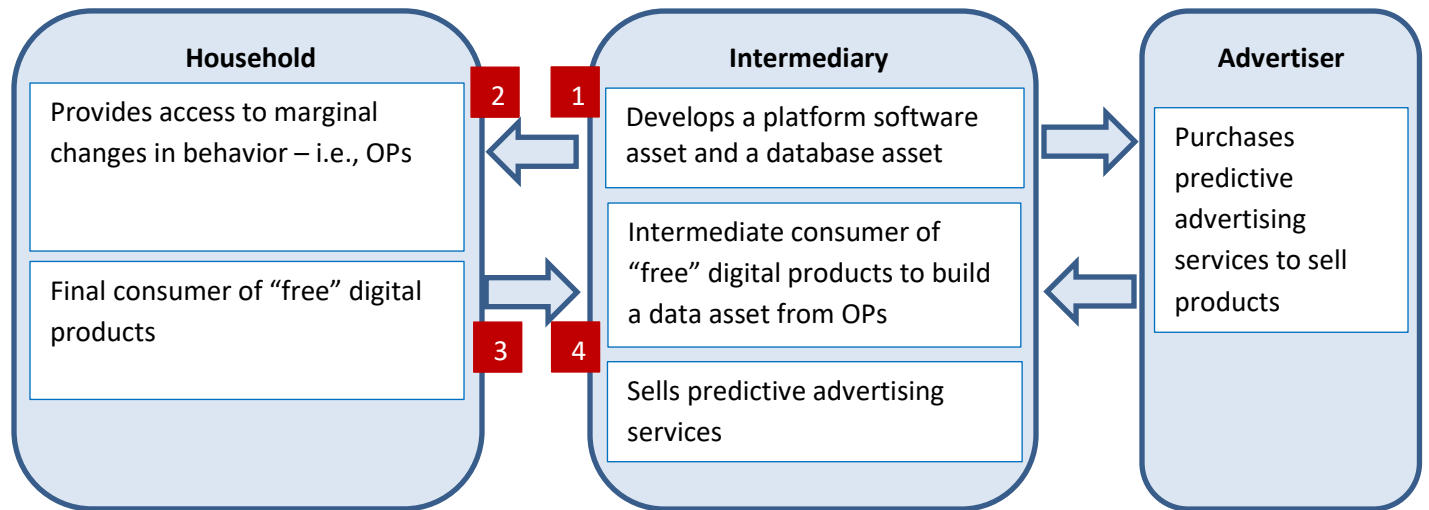 Household
2
Provides access to marginal
changes in behavior – i.e., OPs
Final consumer of “free” digital
products
3
Intermediary
1
Develops a platform software
asset and a database asset
Intermediate consumer of
“free” digital products to build
a data asset from OPs
4
Sells predictive advertising
services
Advertiser
Purchases
predictive
advertising
services to sell
products